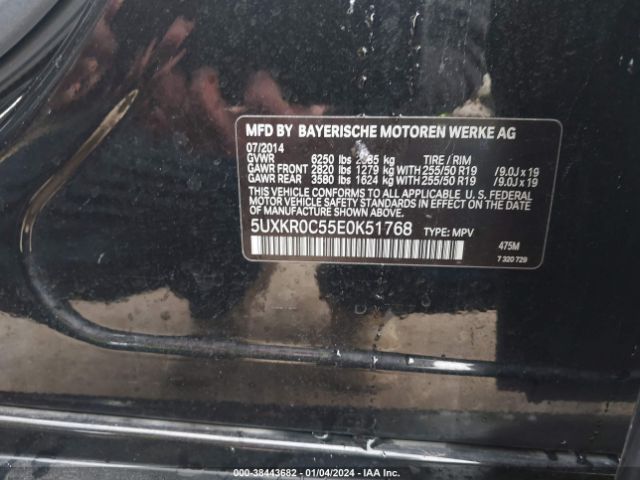 MFD BY BAYERISCHE MOTOREN WERKE AG
07/2014
GVWR 6250 lbs 2835 kg TIRE / RIM
GAWR FRONT 2820 lbs 1279 kg WITH 255/50 R19 /9.0J x 19
GAWR REAR 3580 lbs 1624 kg WITH 255/50 R19 /9.0J x 19
THIS VEHICLE CONFORMS TO ALL APPLICABLE U. S. FEDERAL
MOTOR VEHICLE SAFETY STANDARDS IN EFFECT ON THE DATE OF
MANUFACTURE SHOWN ABOVE.
5UXKR0C55E0K51768 TYPE: MPV
475M
7 320 729
000-38443682 - 01/04/2024 - IAA Inc.